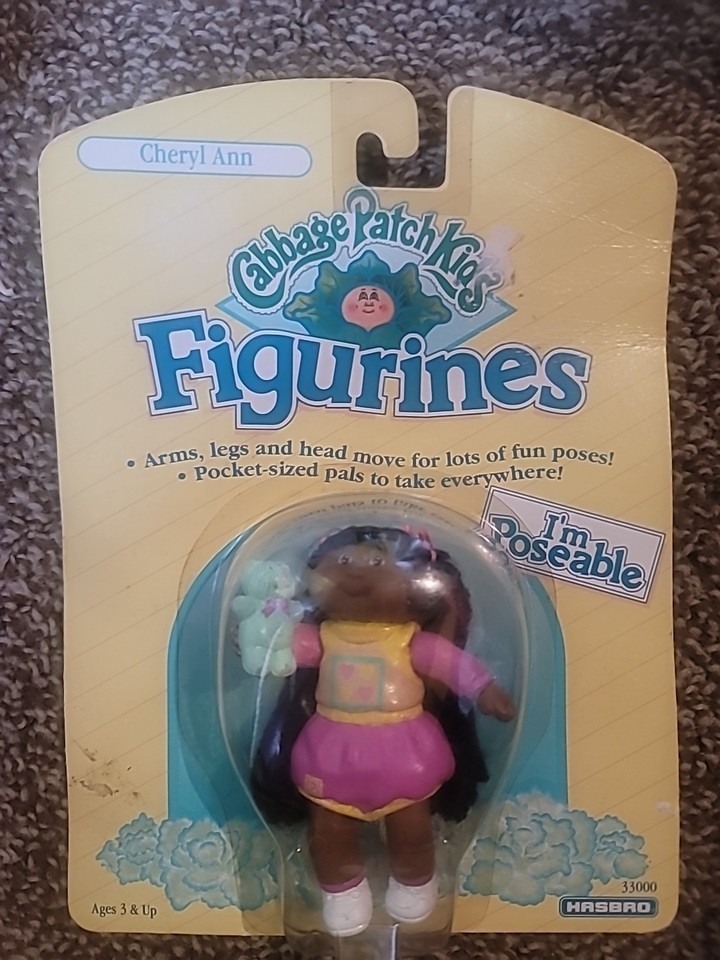 Cheryl Ann
Cabbage Patch Kids
Figurines
• Arms, legs and head move for lots of fun poses!
• Pocket-sized pals to take everywhere!
I'm
Poseable
33000
Ages 3 & Up
HASBRO